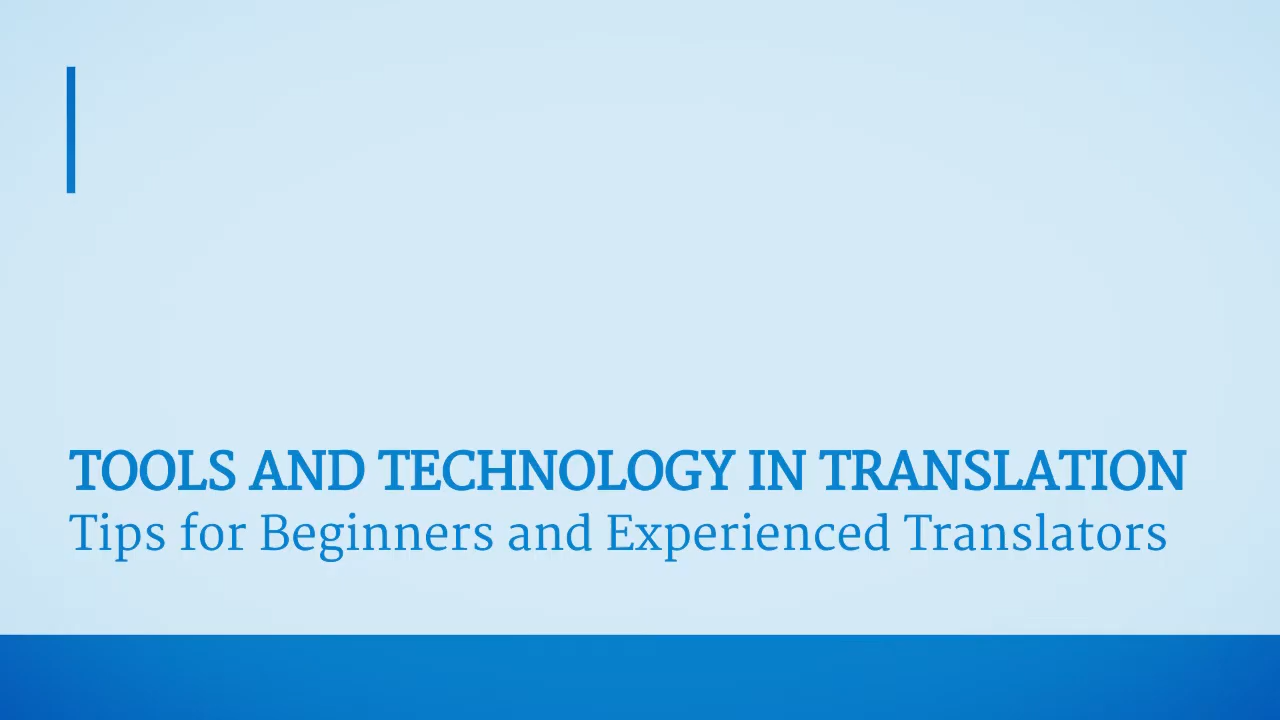 TOOLS AND TECHNOLOGY IN TRANSLATION
Tips for Beginners and Experienced Translators